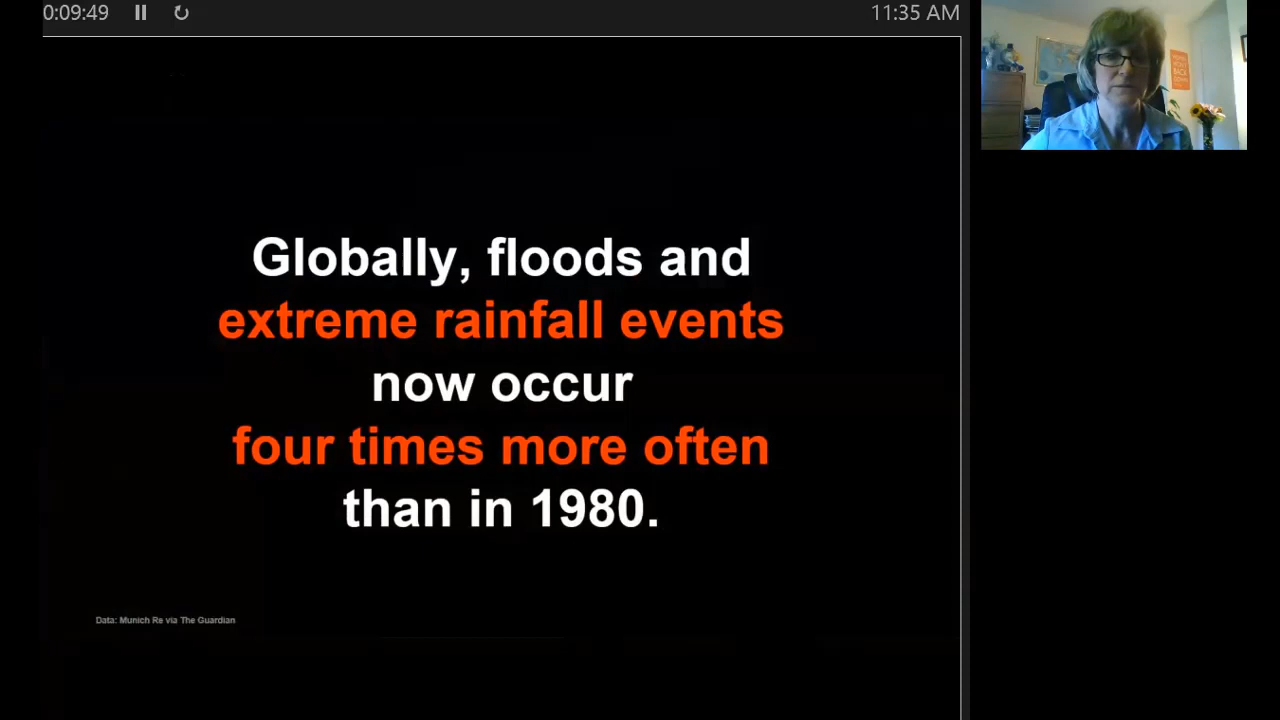 0:09:49
11:35 AM
Globally, floods and
extreme rainfall events
now occur
four times more often
than in 1980.
Data: Munich Re via The Guardian